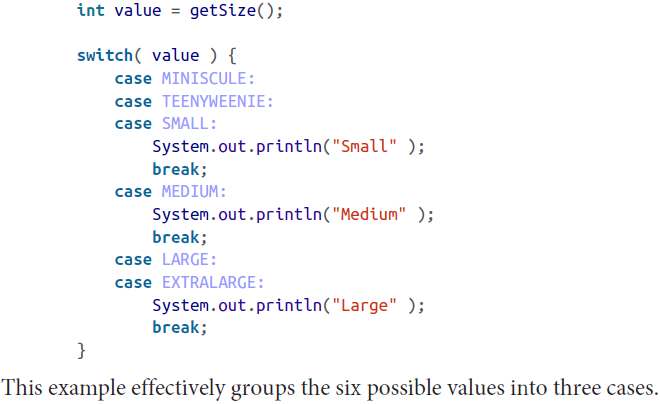 int value = getSize();
switch( value ) {
case MINISCULE:
case TEENYWEENIE:
case SMALL:
System.out.println("Small" );
break;
case MEDIUM:
System.out.println("Medium" );
break;
case LARGE:
case EXTRALARGE:
System.out.println("Large" );
break;
}
This example effectively groups the six possible values into three cases.